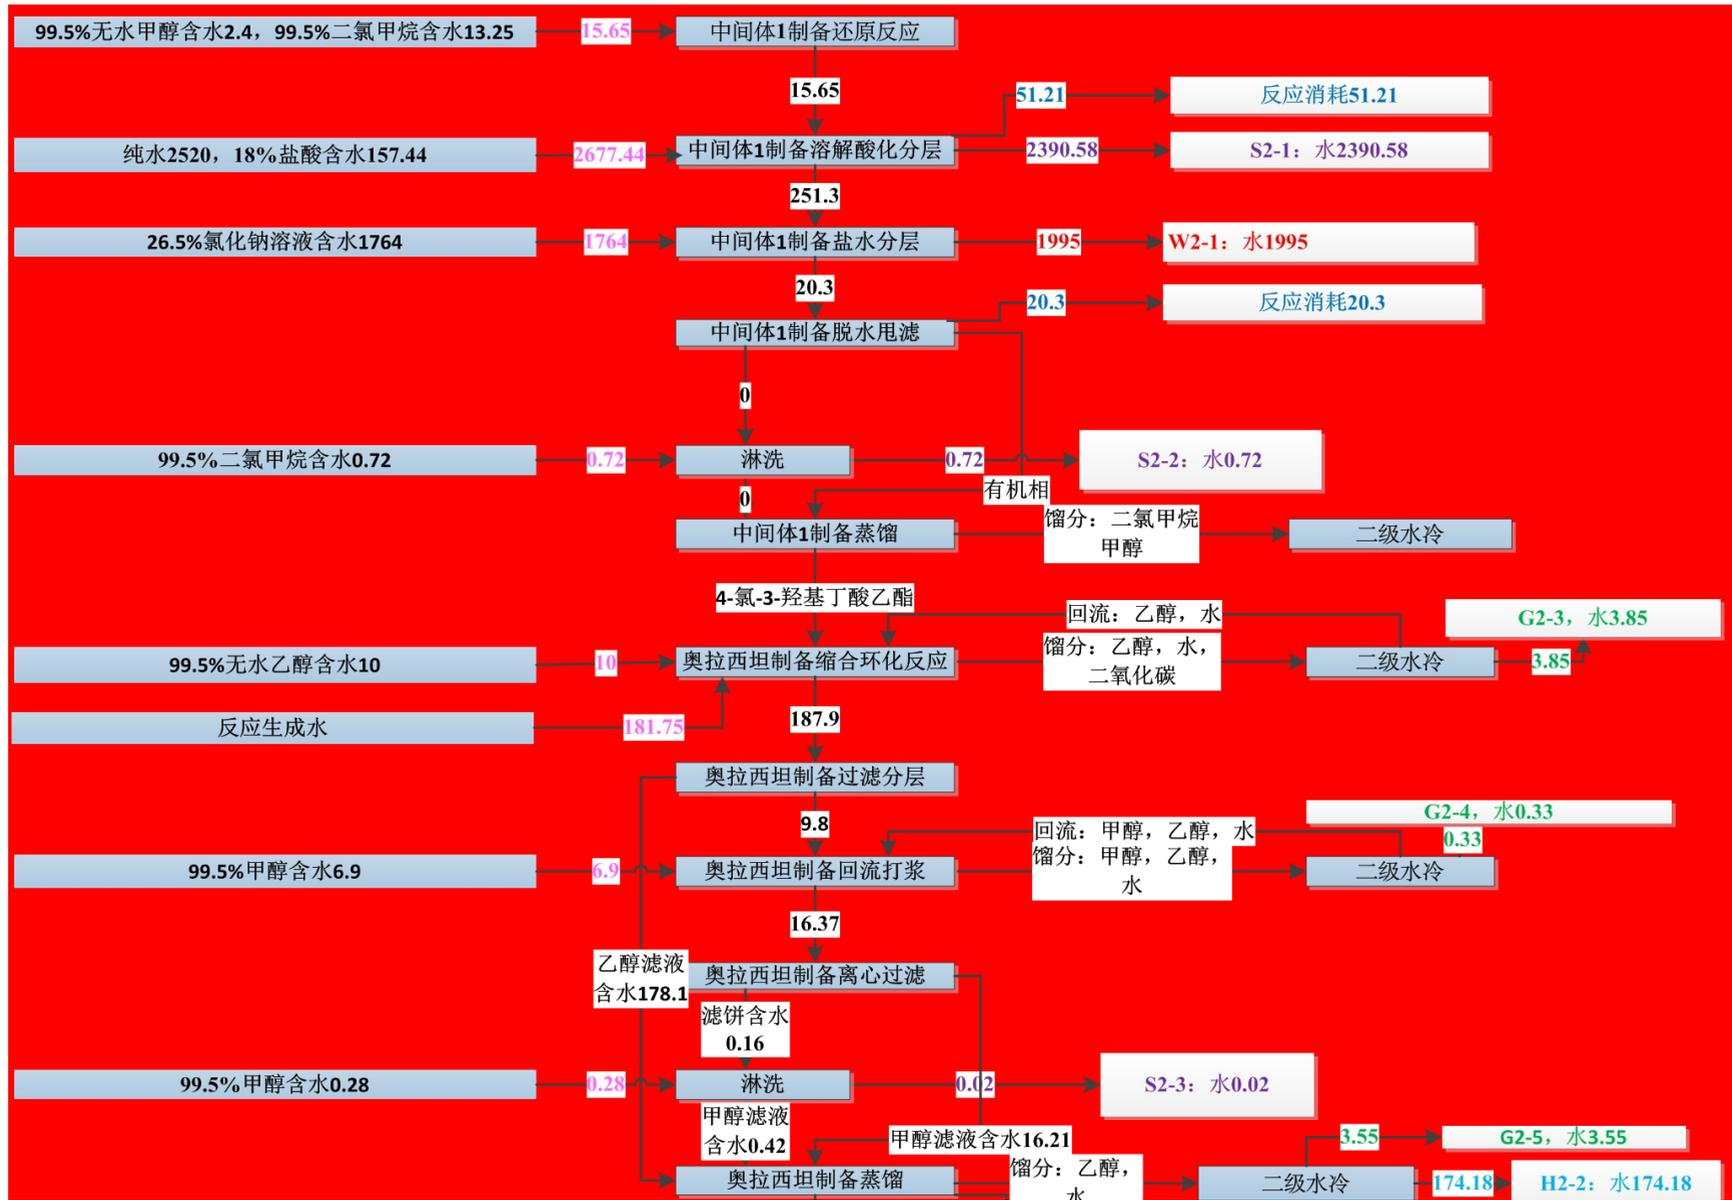 99.5%无水甲醇含水2.4，99.5%二氯甲烷含水13.25
15.65
中间体1制备还原反应
15.65
51.21
反应消耗51.21
纯水2520，18%盐酸含水157.44
2677.44
中间体1制备溶解酸化分层
2390.58
S2-1：水2390.58
251.3
26.5%氯化钠溶液含水1764
1764
中间体1制备盐水分层
1995
W2-1：水1995
20.3
20.3
反应消耗20.3
中间体1制备脱水甩滤
0
99.5%二氯甲烷含水0.72
0.72
淋洗
0.72
S2-2：水0.72
0
有机相
中间体1制备蒸馏
馏分：二氯甲烷
甲醇
二级水冷
4-氯-3-羟基丁酸乙酯
回流：乙醇，水
G2-3，水3.85
99.5%无水乙醇含水10
10
奥拉西坦制备缩合环化反应
馏分：乙醇，水，
二氧化碳
二级水冷
3.85
反应生成水
181.75
187.9
奥拉西坦制备过滤分层
9.8
G2-4，水0.33
回流：甲醇，乙醇，水
0.33
99.5%甲醇含水6.9
6.9
奥拉西坦制备回流打浆
馏分：甲醇，乙醇，
水
二级水冷
16.37
乙醇滤液
含水178.1
奥拉西坦制备离心过滤
滤饼含水
0.16
99.5%甲醇含水0.28
0.28
淋洗
0.02
S2-3：水0.02
甲醇滤液
含水0.42
甲醇滤液含水16.21
3.55
G2-5，水3.55
奥拉西坦制备蒸馏
馏分：乙醇，
水
二级水冷
174.18
H2-2：水174.18